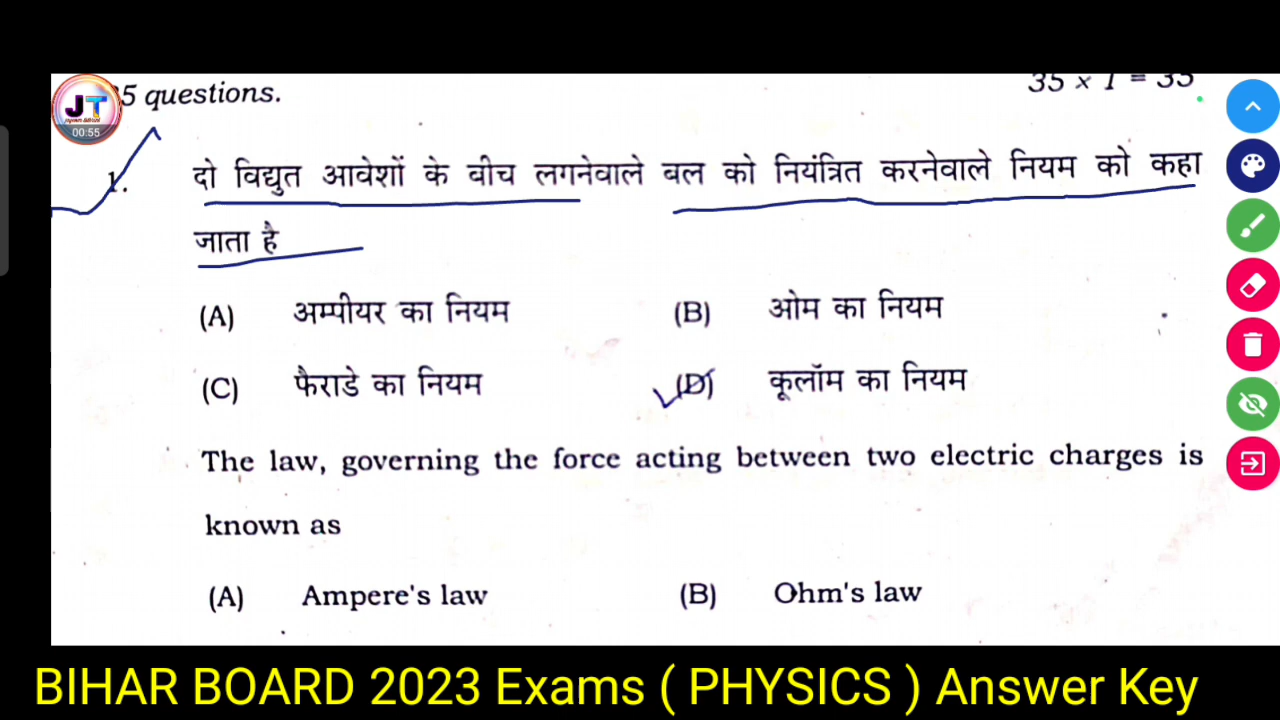 JT
00:55
5 questions.
35 × 1 = 35
1.
दो विद्युत आवेशों के बीच लगनेवाले बल को नियंत्रित करनेवाले नियम को कहा
जाता है
(A) अम्पीयर का नियम (B) ओम का नियम
(C) फैराडे का नियम (D) कूलॉम का नियम
The law, governing the force acting between two electric charges is
known as
(A) Ampere's law (B) Ohm's law
BIHAR BOARD 2023 Exams ( PHYSICS ) Answer Key